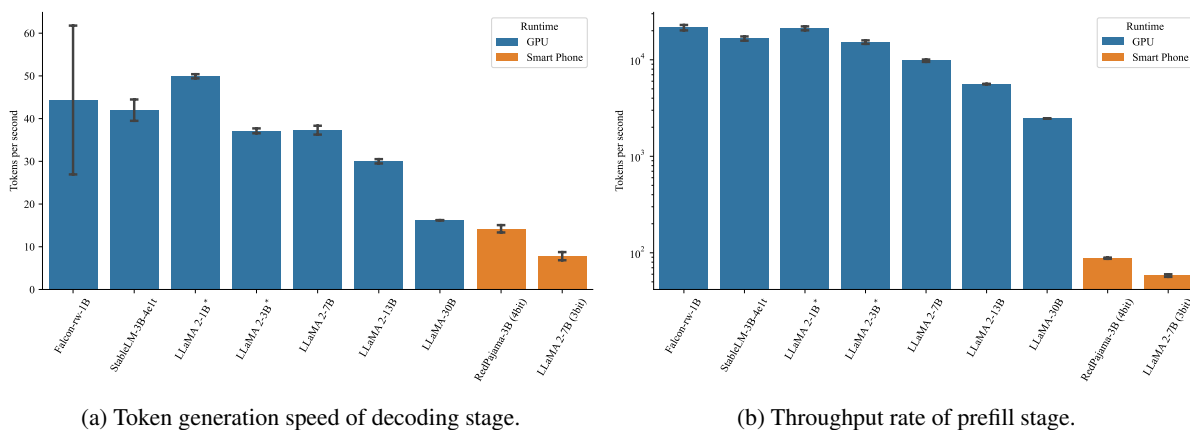 Tokens per second
60
50
40
30
20
10
0
Runtime
GPU
Smart Phone
Falcon-rw-1B
StableLM-3B-4e1t
LLaMA 2-1B *
LLaMA 2-3B *
LLaMA 2-7B
LLaMA 2-13B
LLaMA-30B
RedPajama-3B (4bit)
LLaMA 2-7B (3bit)
(a) Token generation speed of decoding stage.
Tokens per second
10^4
10^3
10^2
Runtime
GPU
Smart Phone
Falcon-rw-1B
StableLM-3B-4e1t
LLaMA 2-1B *
LLaMA 2-3B *
LLaMA 2-7B
LLaMA 2-13B
LLaMA-30B
RedPajama-3B (4bit)
LLaMA 2-7B (3bit)
(b) Throughput rate of prefill stage.